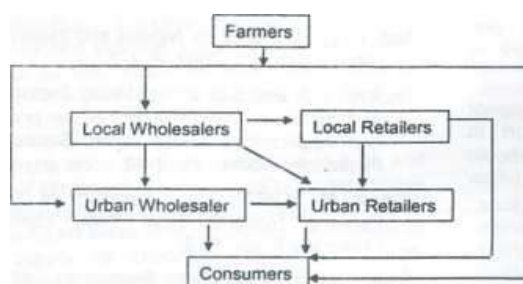 Farmers
Local Wholesalers
Local Retailers
Urban Wholesaler
Urban Retailers
Consumers